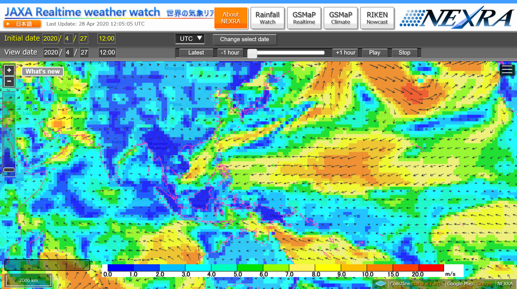 JAXA Realtime weather watch 世界の気象リア
日本語 Last Update: 28 Apr 2020 12:05:05 UTC
About NEXRA
Rainfall Watch
GSMaP Realtime
GSMaP Climate
RIKEN Nowcast
NEXRA
Initial date 2020 / 4 / 27 12:00 UTC ▼ Change select date
View date 2020 / 4 / 27 12:00 Latest -1 hour +1 hour Play Stop
+
What's new
−
0.0 1.0 2.0 3.0 4.0 5.0 6.0 7.0 8.0 9.0 10.0 15.0 20.0 m/s